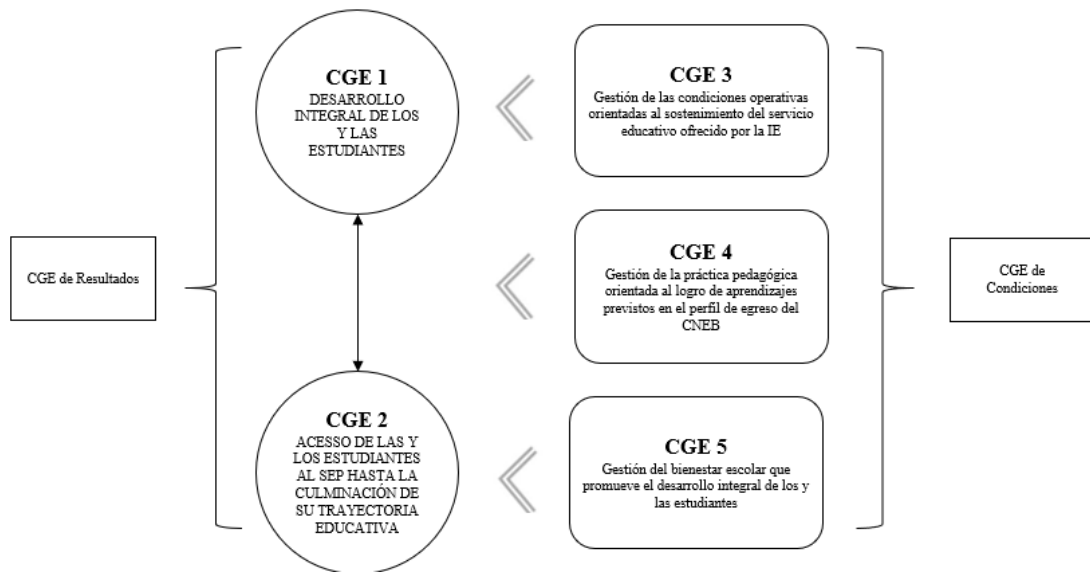 CGE de Resultados
CGE 1
DESARROLLO
INTEGRAL DE LOS
Y LAS
ESTUDIANTES
CGE 2
ACESSO DE LAS Y
LOS ESTUDIANTES
AL SEP HASTA LA
CULMINACIÓN DE
SU TRAYECTORIA
EDUCATIVA
CGE 3
Gestión de las condiciones operativas
orientadas al sostenimiento del servicio
educativo ofrecido por la IE
CGE 4
Gestión de la práctica pedagógica
orientada al logro de aprendizajes
previstos en el perfil de egreso del
CNEB
CGE 5
Gestión del bienestar escolar que
promueve el desarrollo integral de los y
las estudiantes
CGE de
Condiciones